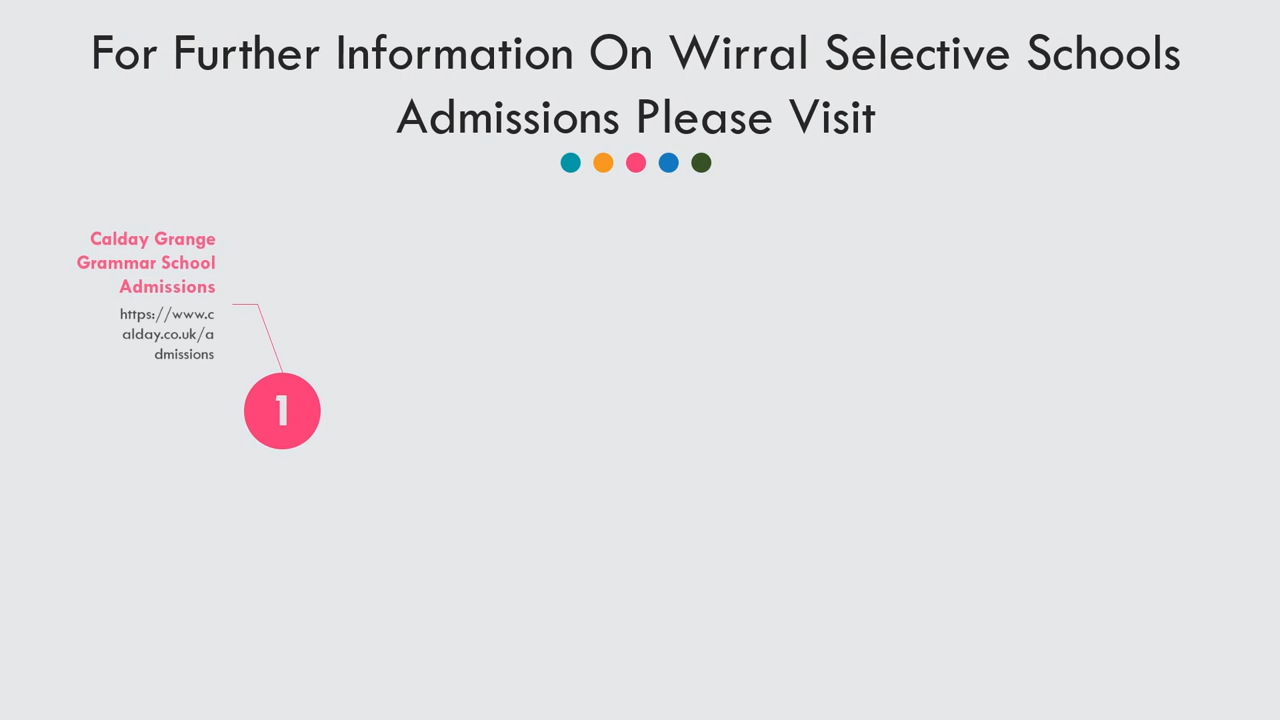 For Further Information On Wirral Selective Schools
Admissions Please Visit
Calday Grange
Grammar School
Admissions
https://www.c
alday.co.uk/a
dmissions
1